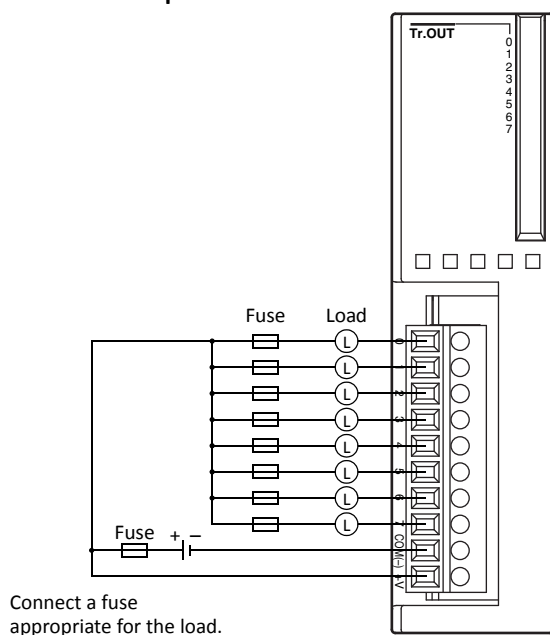 Tr.OUT
0
1
2
3
4
5
6
7
Fuse Load
L 0
L 1
L 2
L 3
L 4
L 5
L 6
L 7
Fuse + − COM(−)
+V
Connect a fuse
appropriate for the load.